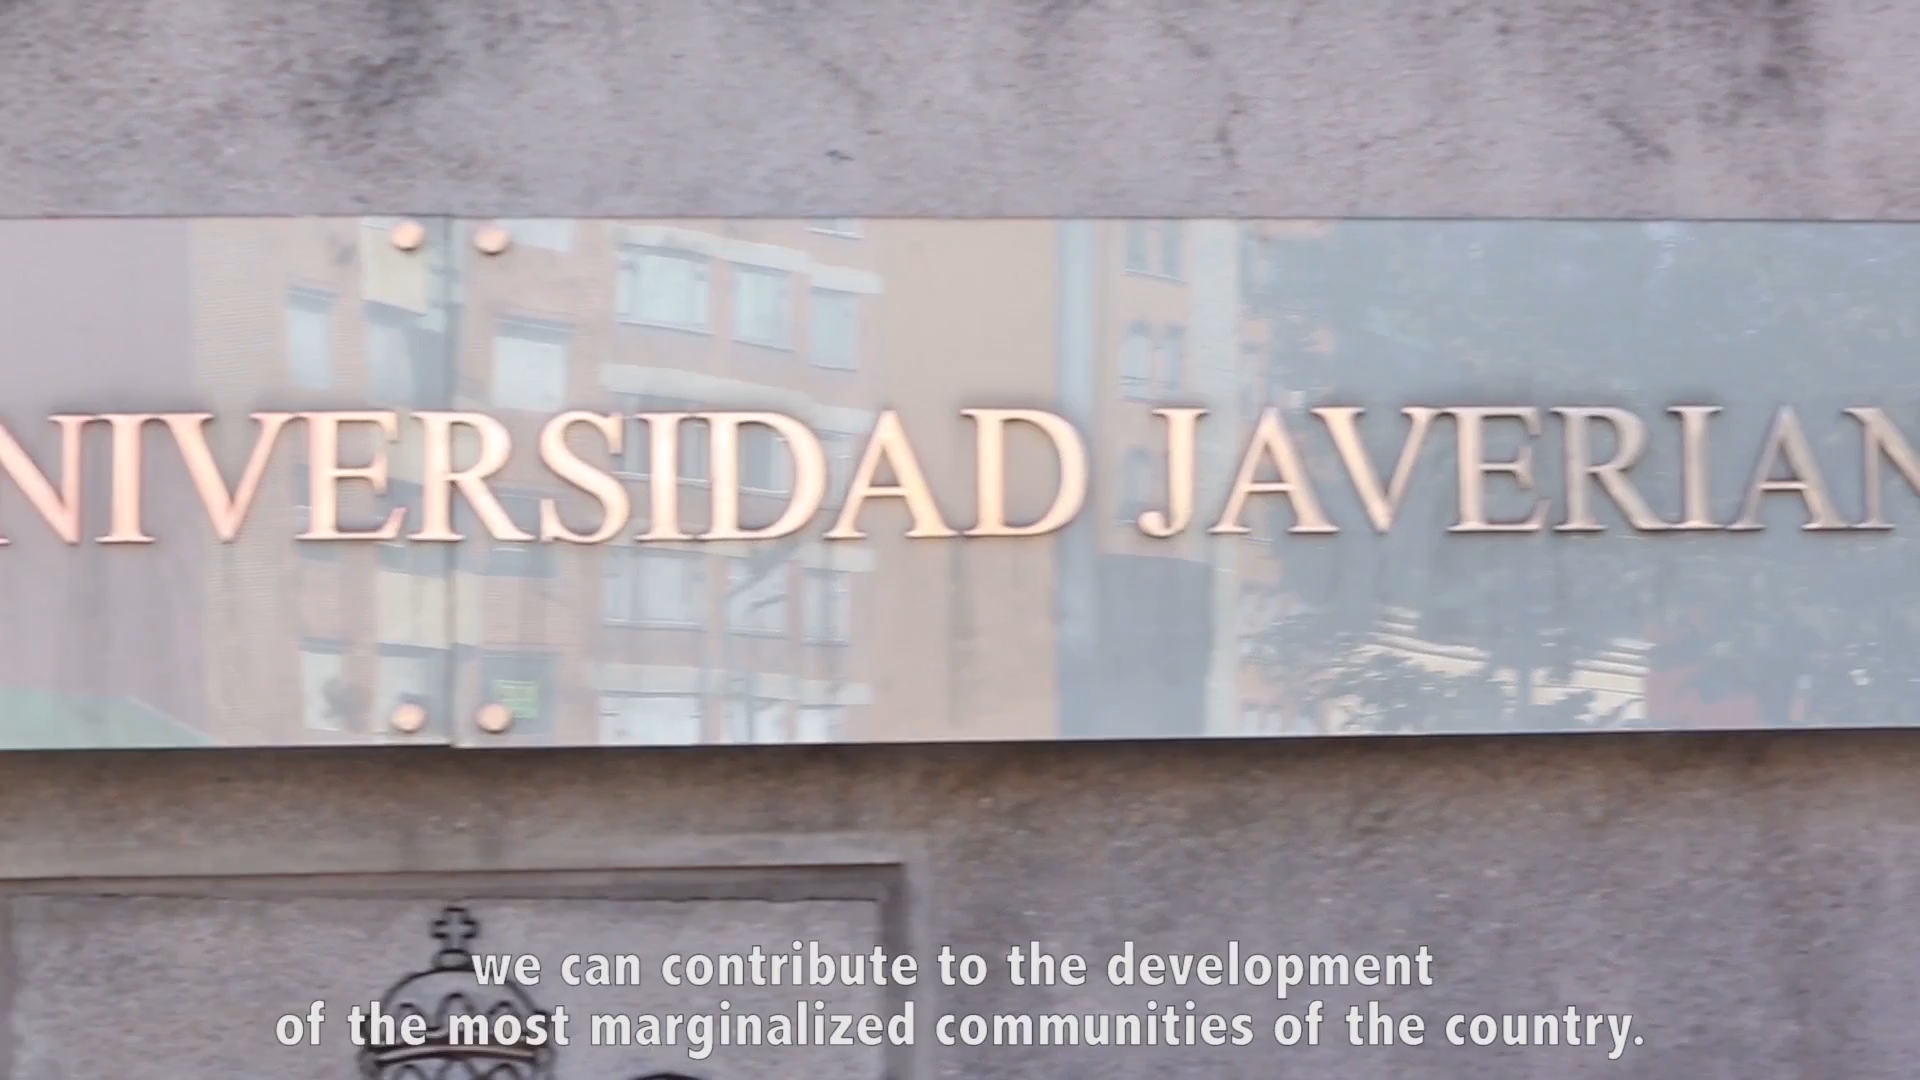 NIVERSIDAD JAVERIAN
we can contribute to the development
of the most marginalized communities of the country.